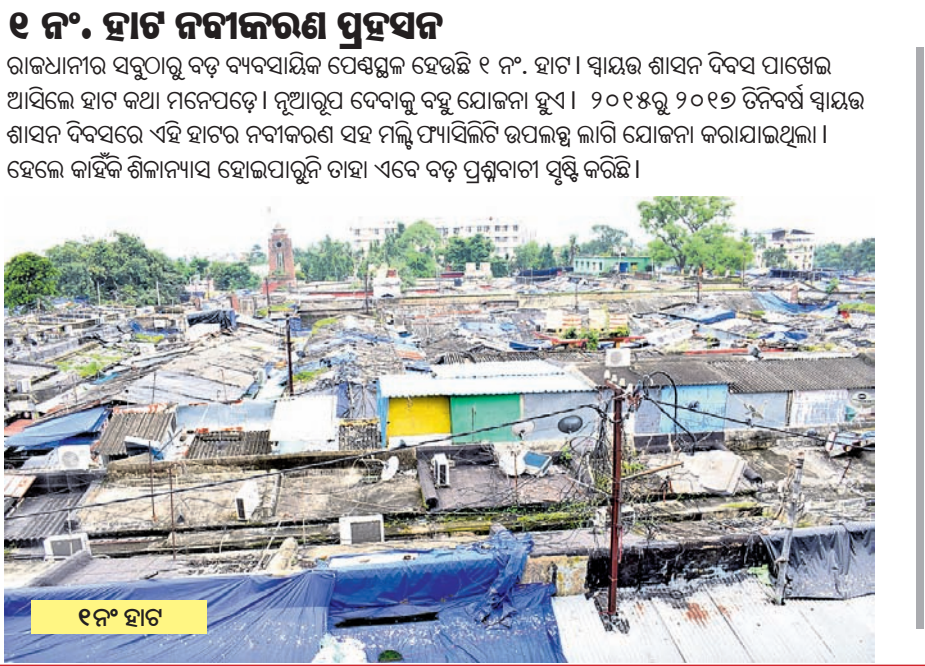 ୧ ନଂ. ହାଟ ନବୀକରଣ ପ୍ରହସନ
ରାଜଧାନୀର ସବୁଠାରୁ ବଡ଼ ବ୍ୟବସାୟିକ ପେଣ୍ଠସ୍ଥଳ ହେଉଛି ୧ ନଂ. ହାଟ। ସ୍ୱାୟତ୍ତ ଶାସନ ଦିବସ ପାଖେଇ
ଆସିଲେ ହାଟ କଥା ମନେପଡ଼େ। ନୂଆରୂପ ଦେବାକୁ ବହୁ ଯୋଜନା ହୁଏ। ୨୦୧୫ରୁ ୨୦୧୭ ତିନିବର୍ଷ ସ୍ୱାୟତ୍ତ
ଶାସନ ଦିବସରେ ଏହି ହାଟର ନବୀକରଣ ସହ ମଲ୍ଟି ଫ୍ୟାସିଲିଟି ଉପଲବ୍ଧ ଲାଗି ଯୋଜନା କରାଯାଇଥିଲା।
ହେଲେ କାହିଁକି ଶିଳାନ୍ୟାସ ହୋଇପାରୁନି ତାହା ଏବେ ବଡ଼ ପ୍ରଶ୍ନବାଚୀ ସୃଷ୍ଟି କରିଛି।
୧ନଂ ହାଟ